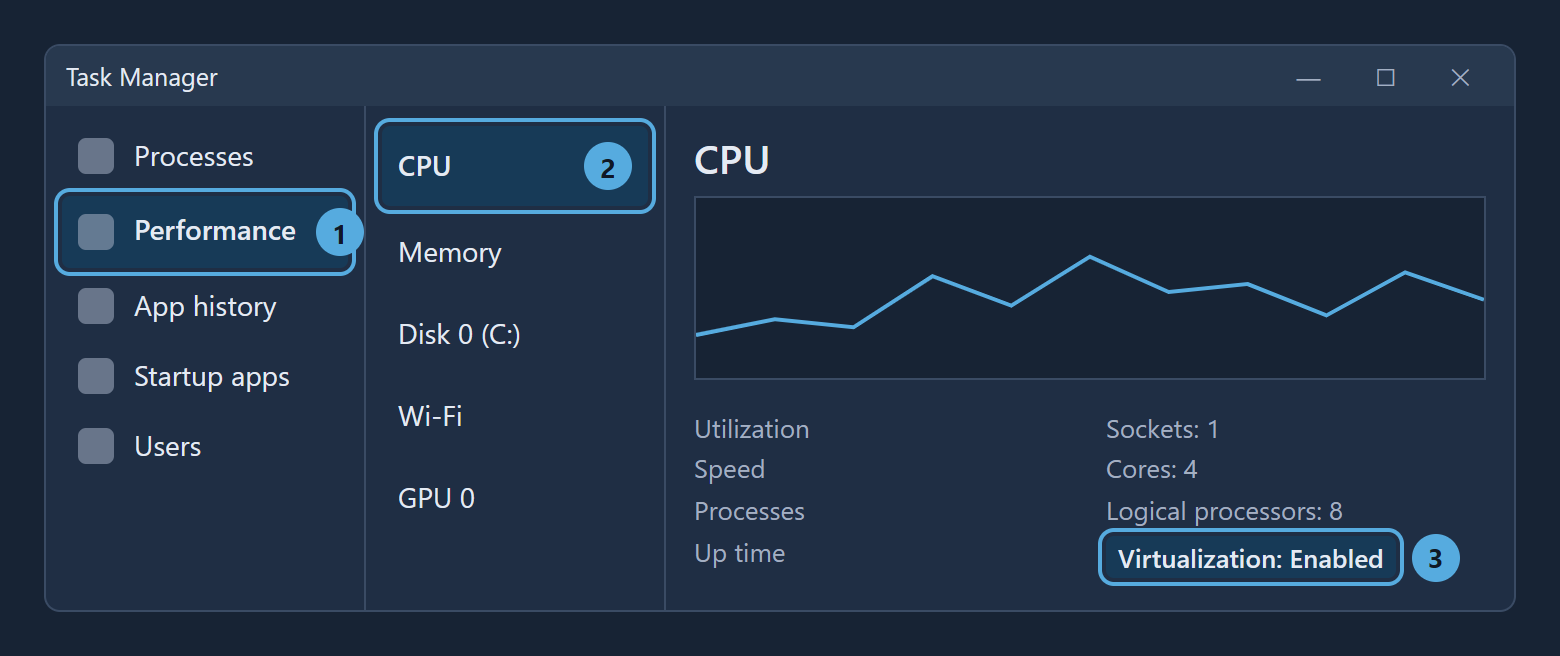 Task Manager
Processes
Performance 1
App history
Startup apps
Users
CPU 2
Memory
Disk 0 (C:)
Wi-Fi
GPU 0
CPU
Utilization
Speed
Processes
Up time
Sockets: 1
Cores: 4
Logical processors: 8
Virtualization: Enabled 3